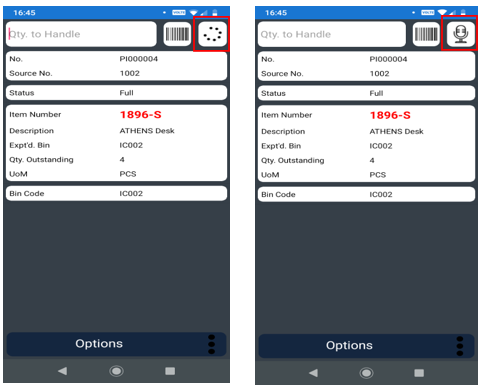 16:45
Qty. to Handle
No. PI000004
Source No. 1002
Status Full
Item Number 1896-S
Description ATHENS Desk
Expt'd. Bin IC002
Qty. Outstanding 4
UoM PCS
Bin Code IC002
Options
16:45
Qty. to Handle
No. PI000004
Source No. 1002
Status Full
Item Number 1896-S
Description ATHENS Desk
Expt'd. Bin IC002
Qty. Outstanding 4
UoM PCS
Bin Code IC002
Options